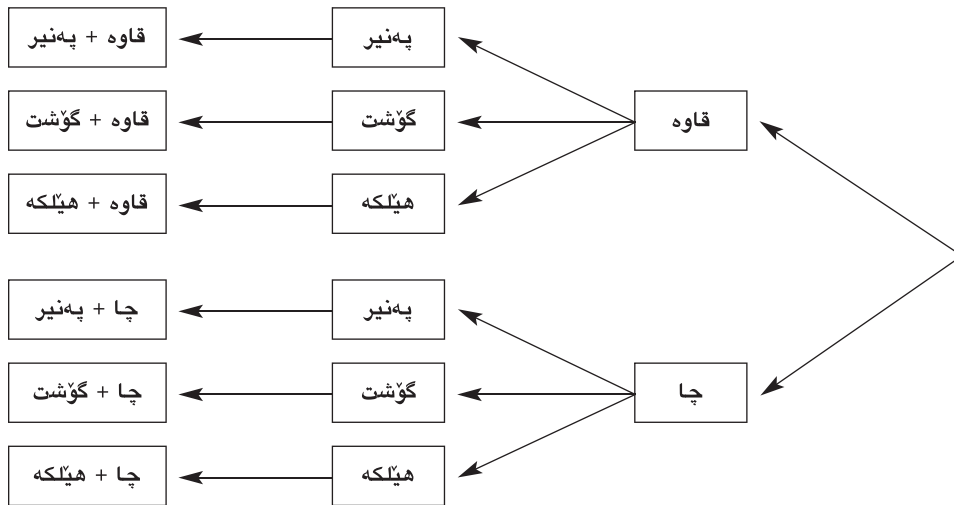 قاوە
پەنیر
قاوە + پەنیر
گۆشت
قاوە + گۆشت
هێلکە
قاوە + هێلکە
چا
پەنیر
چا + پەنیر
گۆشت
چا + گۆشت
هێلکە
چا + هێلکە